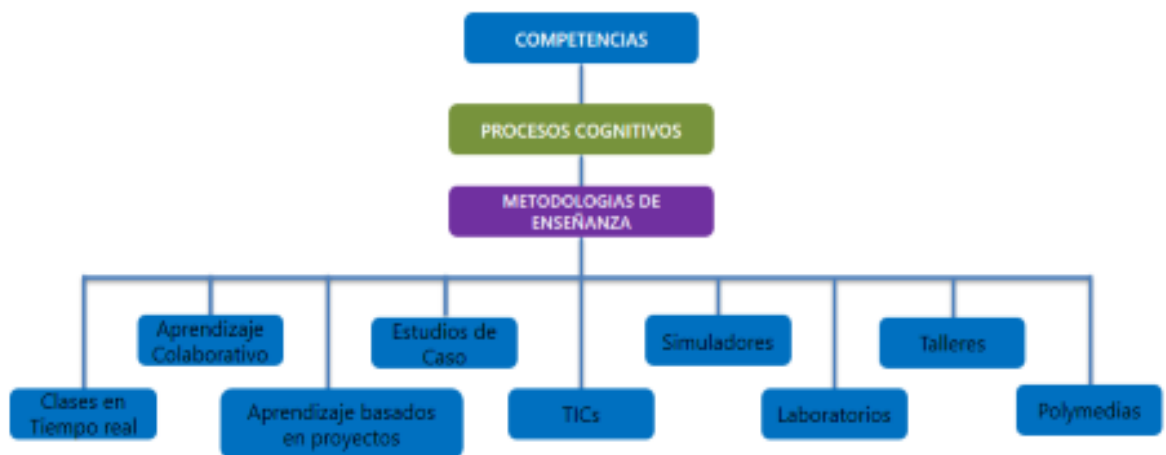 COMPETENCIAS
PROCESOS COGNITIVOS
METODOLOGIAS DE
ENSEÑANZA
Aprendizaje
Colaborativo
Estudios de
Caso
Simuladores
Talleres
Clases en
Tiempo real
Aprendizaje basados
en proyectos
TICs
Laboratorios
Polymedias